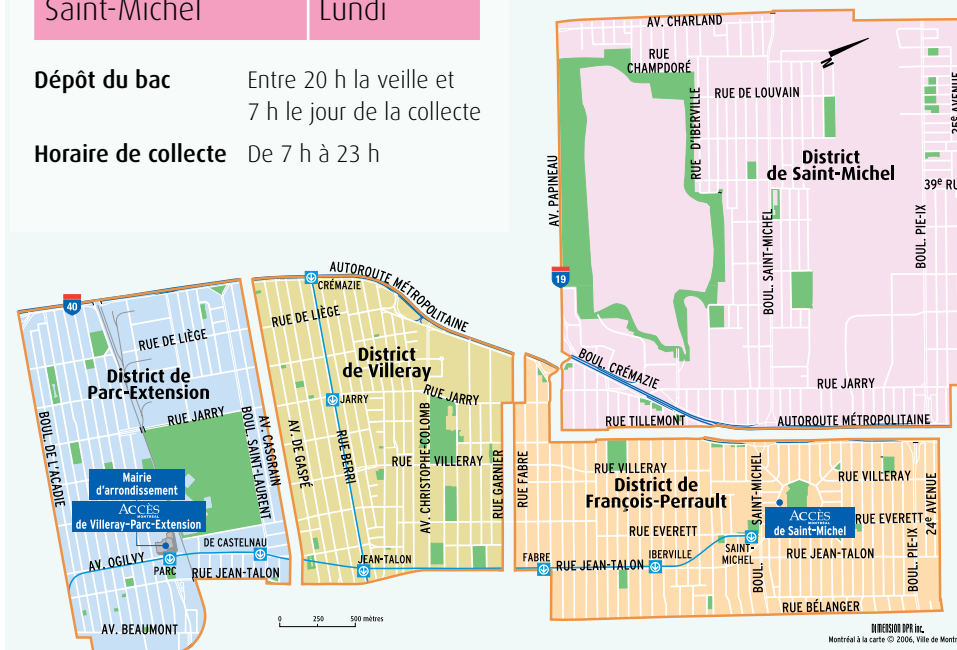 Saint-Michel Lundi
Dépôt du bac Entre 20 h la veille et
7 h le jour de la collecte
Horaire de collecte De 7 h à 23 h
AV. CHARLAND
RUE
CHAMPDORÉ
RUE DE LOUVAIN
RUE D'IBERVILLE
AV. PAPINEAU
District
de Saint-Michel
39e
BOUL. SAINT-MICHEL
BOUL. PIE-IX
19
BOUL. CRÉMAZIE
RUE JARRY
RUE TILLEMONT
AUTOROUTE MÉTROPOLITAINE
40
RUE DE LIÈGE
District de
Parc-Extension
RUE JARRY
BOUL. DE L'ACADIE
BOUL. SAINT-LAURENT
AV. CASGRAIN
Mairie
d'arrondissement
ACCÈS
MONTRÉAL
de Villeray-Parc-Extension
AV. OGILVY
PARC
DE CASTELNAU
RUE JEAN-TALON
AV. BEAUMONT
AUTOROUTE MÉTROPOLITAINE
CRÉMAZIE
RUE DE LIÈGE
District
de Villeray
RUE JARRY
JARRY
AV. DE GASPÉ
RUE BERRI
RUE VILLERAY
AV. CHRISTOPHE-COLOMB
RUE GARNIER
JEAN-TALON
0 250 500 mètres
RUE FABRE
RUE VILLERAY
District de
François-Perrault
RUE EVERETT
FABRE
RUE JEAN-TALON
IBERVILLE
SAINT-
MICHEL
BOUL. SAINT-MICHEL
ACCÈS
MONTRÉAL
de Saint-Michel
RUE VILLERAY
RUE EVERETT
RUE JEAN-TALON
BOUL. PIE-IX
24e AVENUE
RUE BÉLANGER
DIMENSION DPR inc.
Montréal à la carte © 2006, Ville de